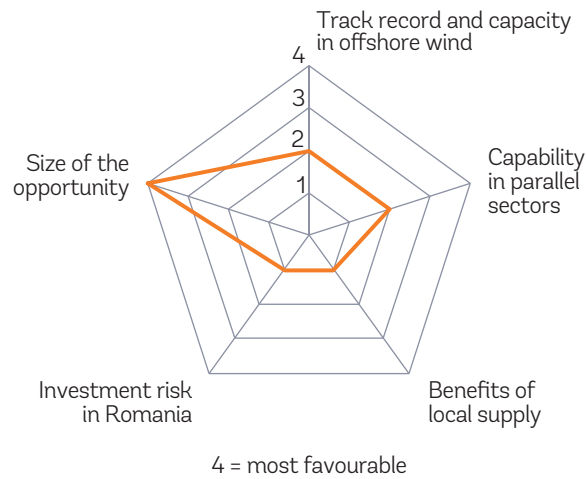 Track record and capacity
in offshore wind
4
3
2
1
Size of the
opportunity
Capability
in parallel
sectors
Investment risk
in Romania
Benefits of
local supply
4 = most favourable